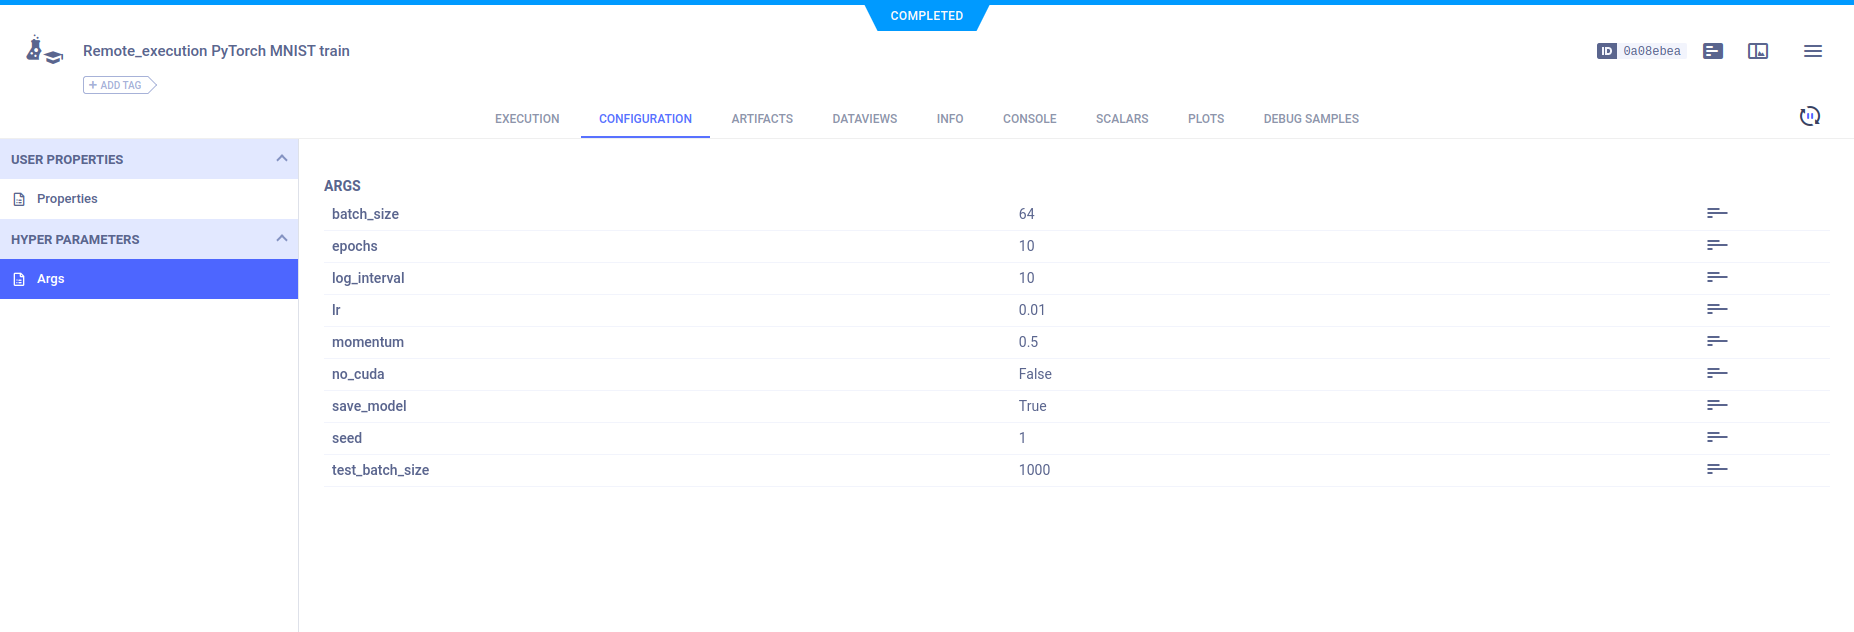 COMPLETED
Remote_execution PyTorch MNIST train
ID 0a08ebea
+ ADD TAG
EXECUTION CONFIGURATION ARTIFACTS DATAVIEWS INFO CONSOLE SCALARS PLOTS DEBUG SAMPLES
USER PROPERTIES
Properties
HYPER PARAMETERS
Args
ARGS
batch_size 64
epochs 10
log_interval 10
lr 0.01
momentum 0.5
no_cuda False
save_model True
seed 1
test_batch_size 1000